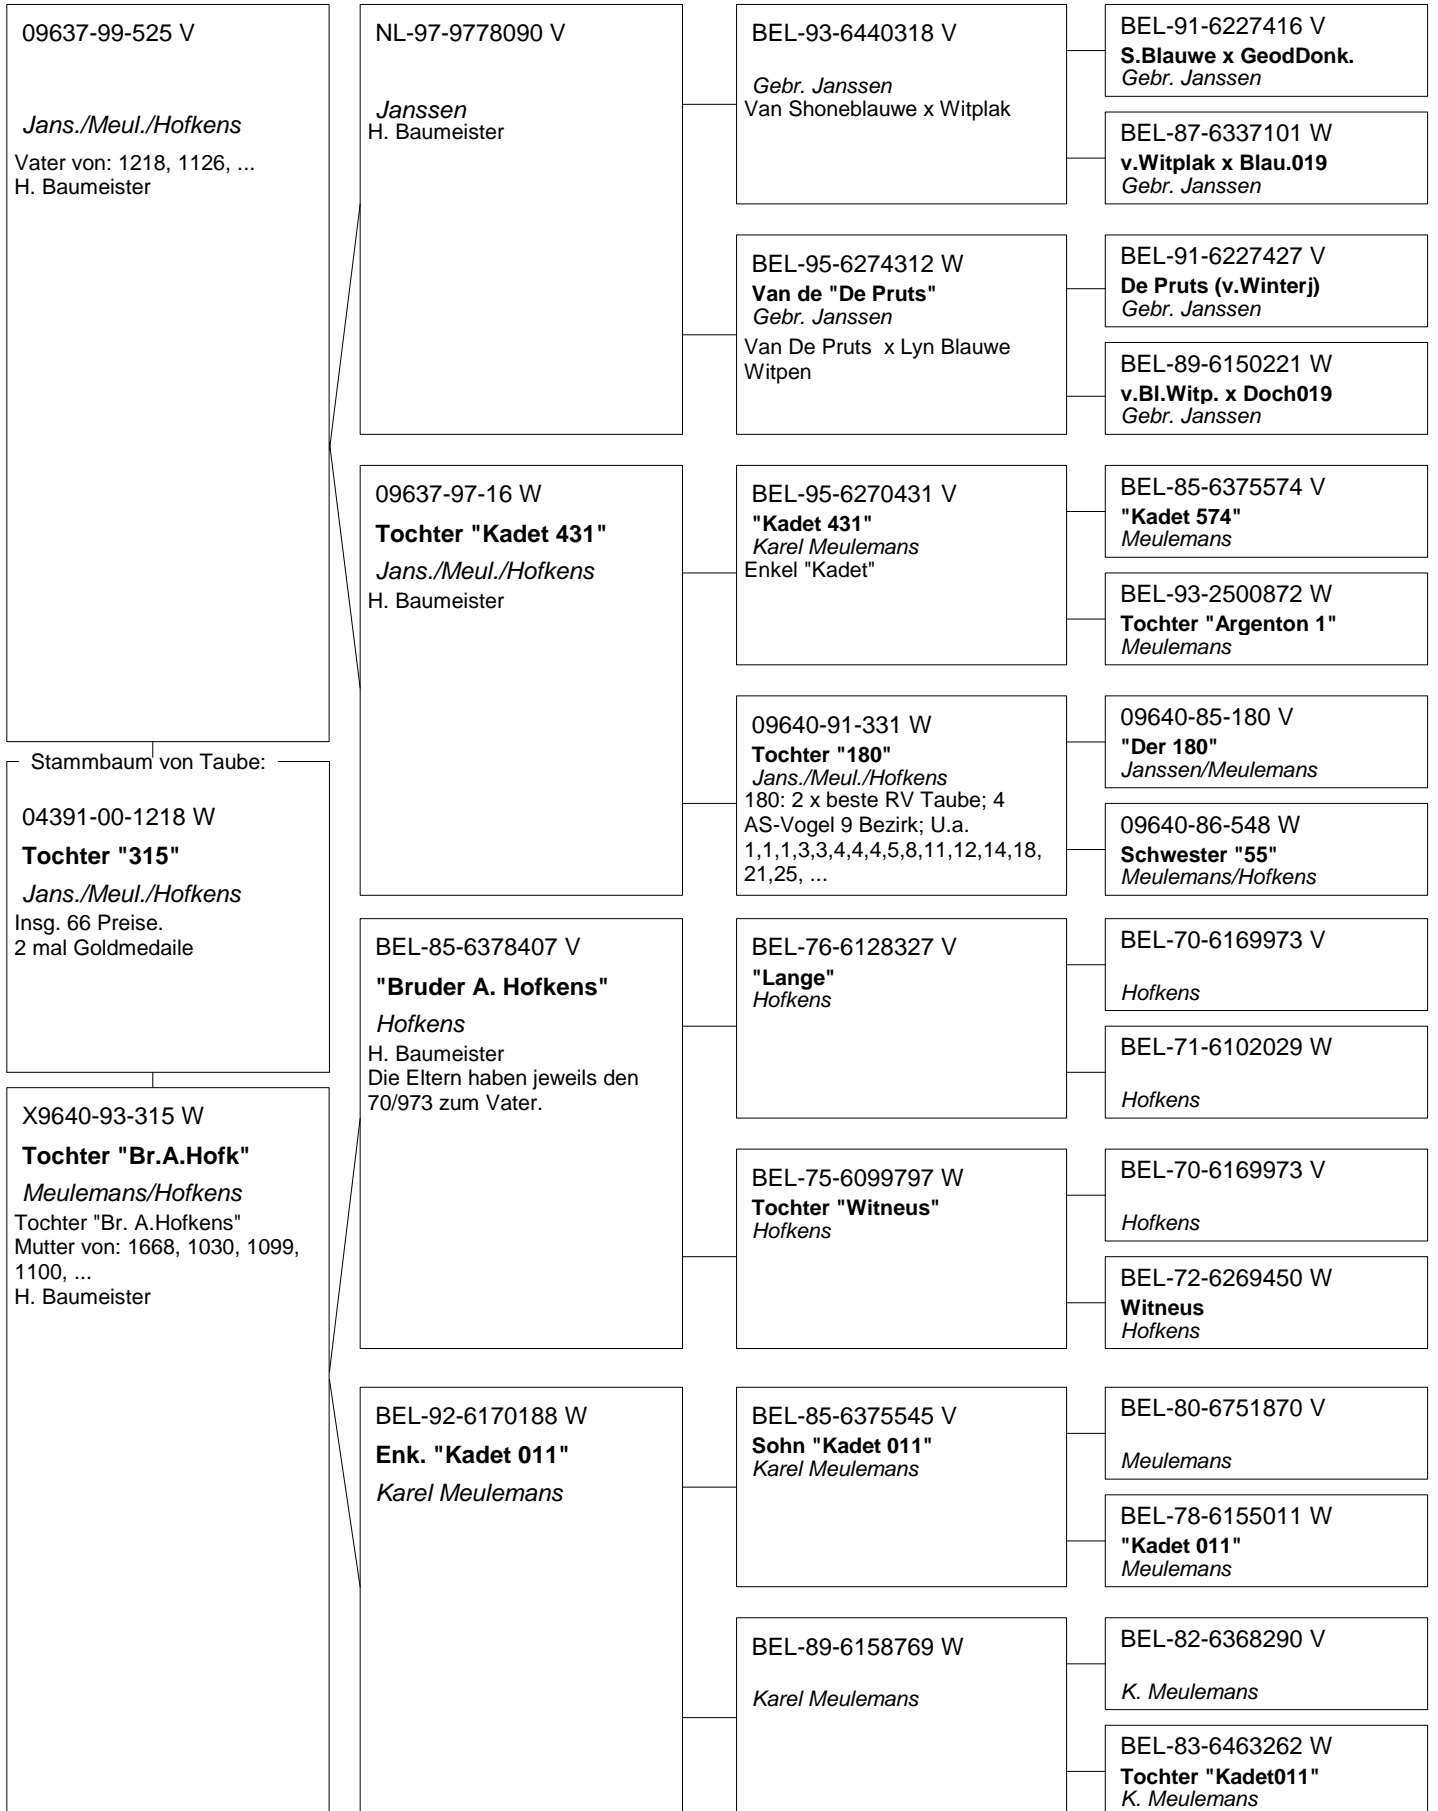 09637-99-525 V
Jans./Meul./Hofkens
Vater von: 1218, 1126, ...
H. Baumeister
Stammbaum von Taube:
04391-00-1218 W
Tochter "315"
Jans./Meul./Hofkens
Insg. 66 Preise.
2 mal Goldmedaile
X9640-93-315 W
Tochter "Br.A.Hofk"
Meulemans/Hofkens
Tochter "Br. A.Hofkens"
Mutter von: 1668, 1030, 1099,
1100, ...
H. Baumeister
NL-97-9778090 V
Janssen
H. Baumeister
09637-97-16 W
Tochter "Kadet 431"
Jans./Meul./Hofkens
H. Baumeister
BEL-85-6378407 V
"Bruder A. Hofkens"
Hofkens
H. Baumeister
Die Eltern haben jeweils den
70/973 zum Vater.
BEL-92-6170188 W
Enk. "Kadet 011"
Karel Meulemans
BEL-93-6440318 V
Gebr. Janssen
Van Shoneblauwe x Witplak
BEL-95-6274312 W
Van de "De Pruts"
Gebr. Janssen
Van De Pruts  x Lyn Blauwe
Witpen
BEL-95-6270431 V
"Kadet 431"
Karel Meulemans
Enkel "Kadet"
09640-91-331 W
Tochter "180"
Jans./Meul./Hofkens
180: 2 x beste RV Taube; 4
AS-Vogel 9 Bezirk; U.a.
1,1,1,3,3,4,4,4,5,8,11,12,14,18,
21,25, ...
BEL-76-6128327 V
"Lange"
Hofkens
BEL-75-6099797 W
Tochter "Witneus"
Hofkens
BEL-85-6375545 V
Sohn "Kadet 011"
Karel Meulemans
BEL-89-6158769 W
Karel Meulemans
BEL-91-6227416 V
S.Blauwe x GeodDonk.
Gebr. Janssen
BEL-87-6337101 W
v.Witplak x Blau.019
Gebr. Janssen
BEL-91-6227427 V
De Pruts (v.Winterj)
Gebr. Janssen
BEL-89-6150221 W
v.Bl.Witp. x Doch019
Gebr. Janssen
BEL-85-6375574 V
"Kadet 574"
Meulemans
BEL-93-2500872 W
Tochter "Argenton 1"
Meulemans
09640-85-180 V
"Der 180"
Janssen/Meulemans
09640-86-548 W
Schwester "55"
Meulemans/Hofkens
BEL-70-6169973 V
Hofkens
BEL-71-6102029 W
Hofkens
BEL-70-6169973 V
Hofkens
BEL-72-6269450 W
Witneus
Hofkens
BEL-80-6751870 V
Meulemans
BEL-78-6155011 W
"Kadet 011"
Meulemans
BEL-82-6368290 V
K. Meulemans
BEL-83-6463262 W
Tochter "Kadet011"
K. Meulemans